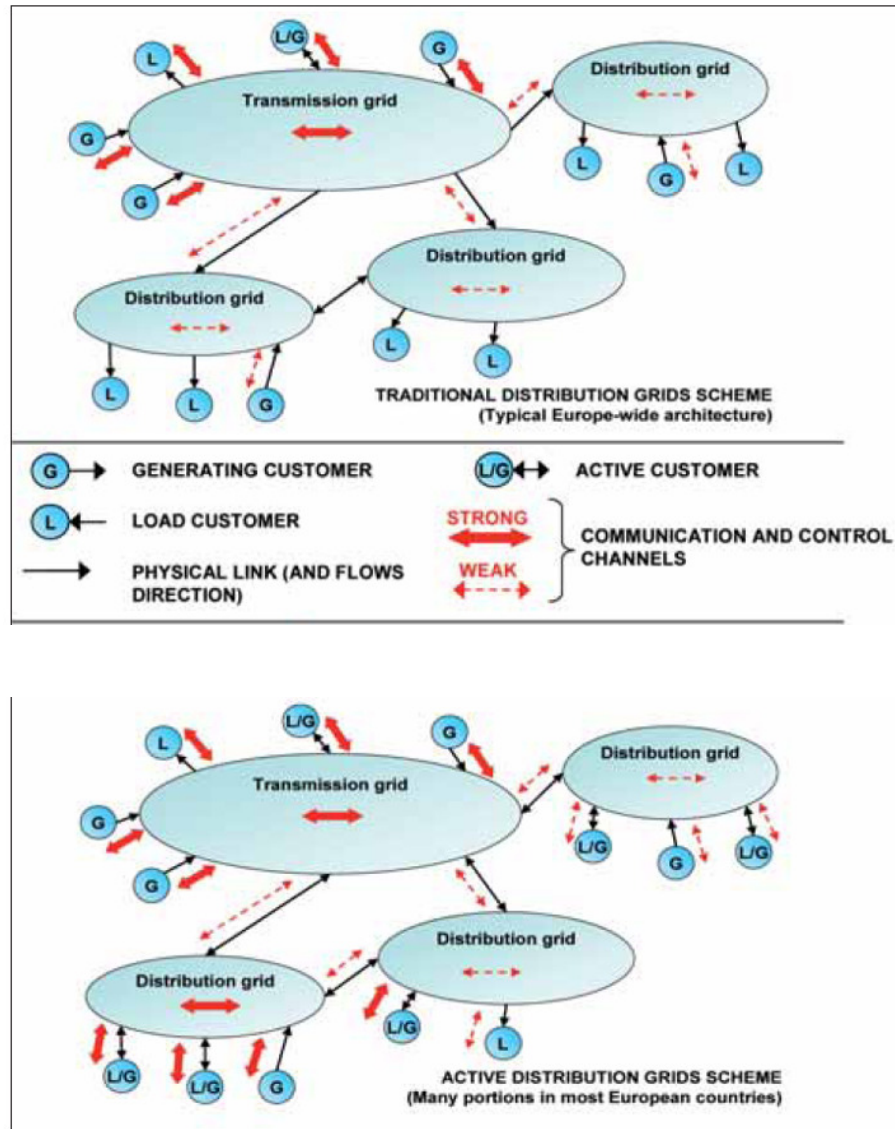 L
L/G
G
Transmission grid
G
G
Distribution grid
L
G
L
Distribution grid
L
L
Distribution grid
L
L
G
TRADITIONAL DISTRIBUTION GRIDS SCHEME
(Typical Europe-wide architecture)
G
GENERATING CUSTOMER
L/G
ACTIVE CUSTOMER
L
LOAD CUSTOMER
STRONG
WEAK
COMMUNICATION AND CONTROL
CHANNELS
PHYSICAL LINK (AND FLOWS
DIRECTION)
L
L/G
G
Transmission grid
G
G
Distribution grid
L/G
G
L/G
Distribution grid
L/G
L
Distribution grid
L/G
L/G
G
ACTIVE DISTRIBUTION GRIDS SCHEME
(Many portions in most European countries)